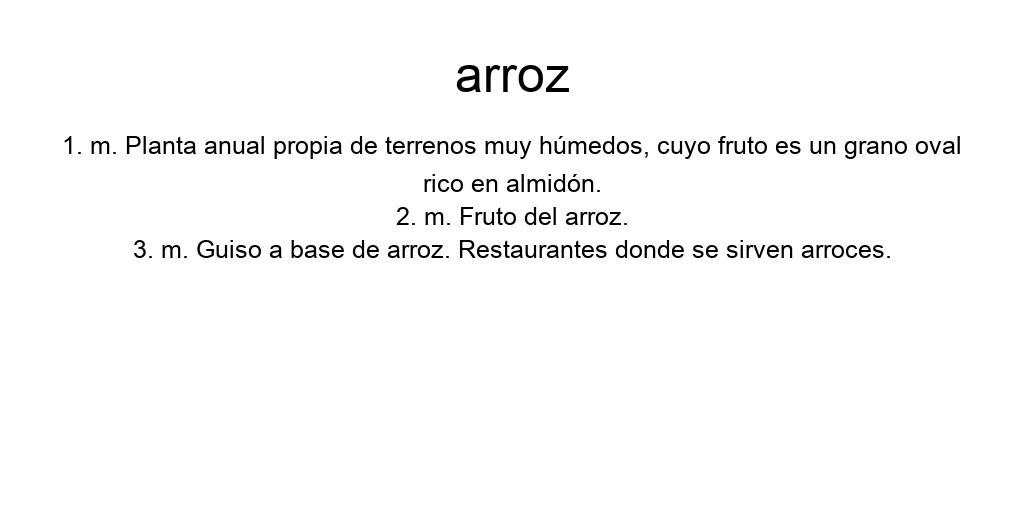 arroz
1. m. Planta anual propia de terrenos muy húmedos, cuyo fruto es un grano oval
rico en almidón.
2. m. Fruto del arroz.
3. m. Guiso a base de arroz. Restaurantes donde se sirven arroces.